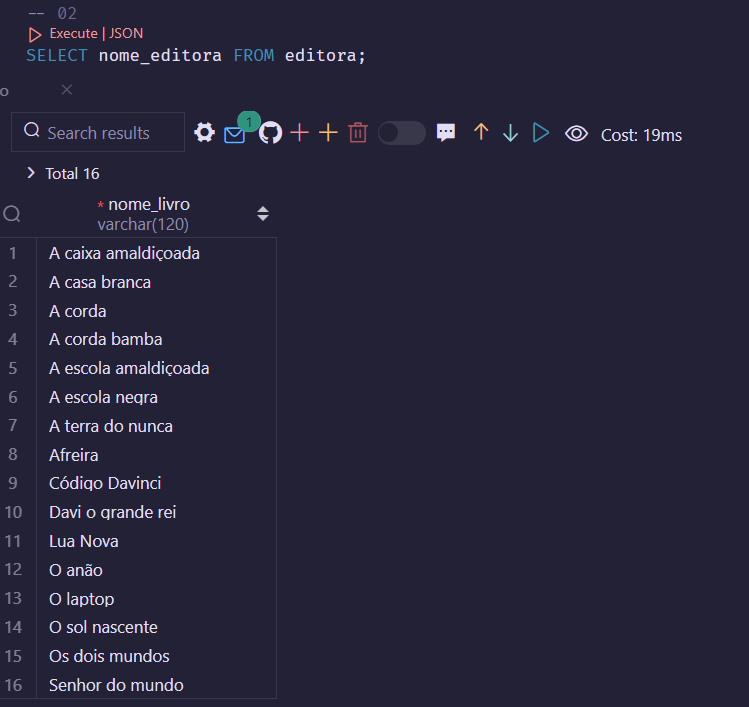 -- 02
Execute | JSON
SELECT nome_editora FROM editora;
o
Search results
1
Cost: 19ms
Total 16
* nome_livro
varchar(120)
1 A caixa amaldiçoada
2 A casa branca
3 A corda
4 A corda bamba
5 A escola amaldiçoada
6 A escola negra
7 A terra do nunca
8 Afreira
9 Código Davinci
10 Davi o grande rei
11 Lua Nova
12 O anão
13 O laptop
14 O sol nascente
15 Os dois mundos
16 Senhor do mundo